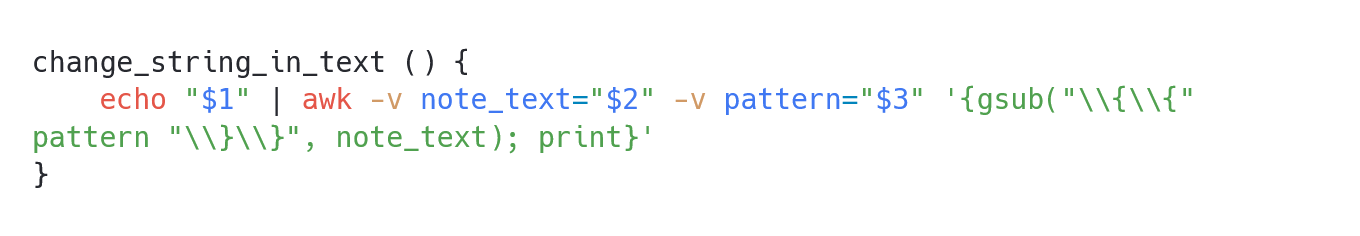 change_string_in_text () {
    echo "$1" | awk -v note_text="$2" -v pattern="$3" '{gsub("\\{\\{"
pattern "\\}\\}", note_text); print}'
}